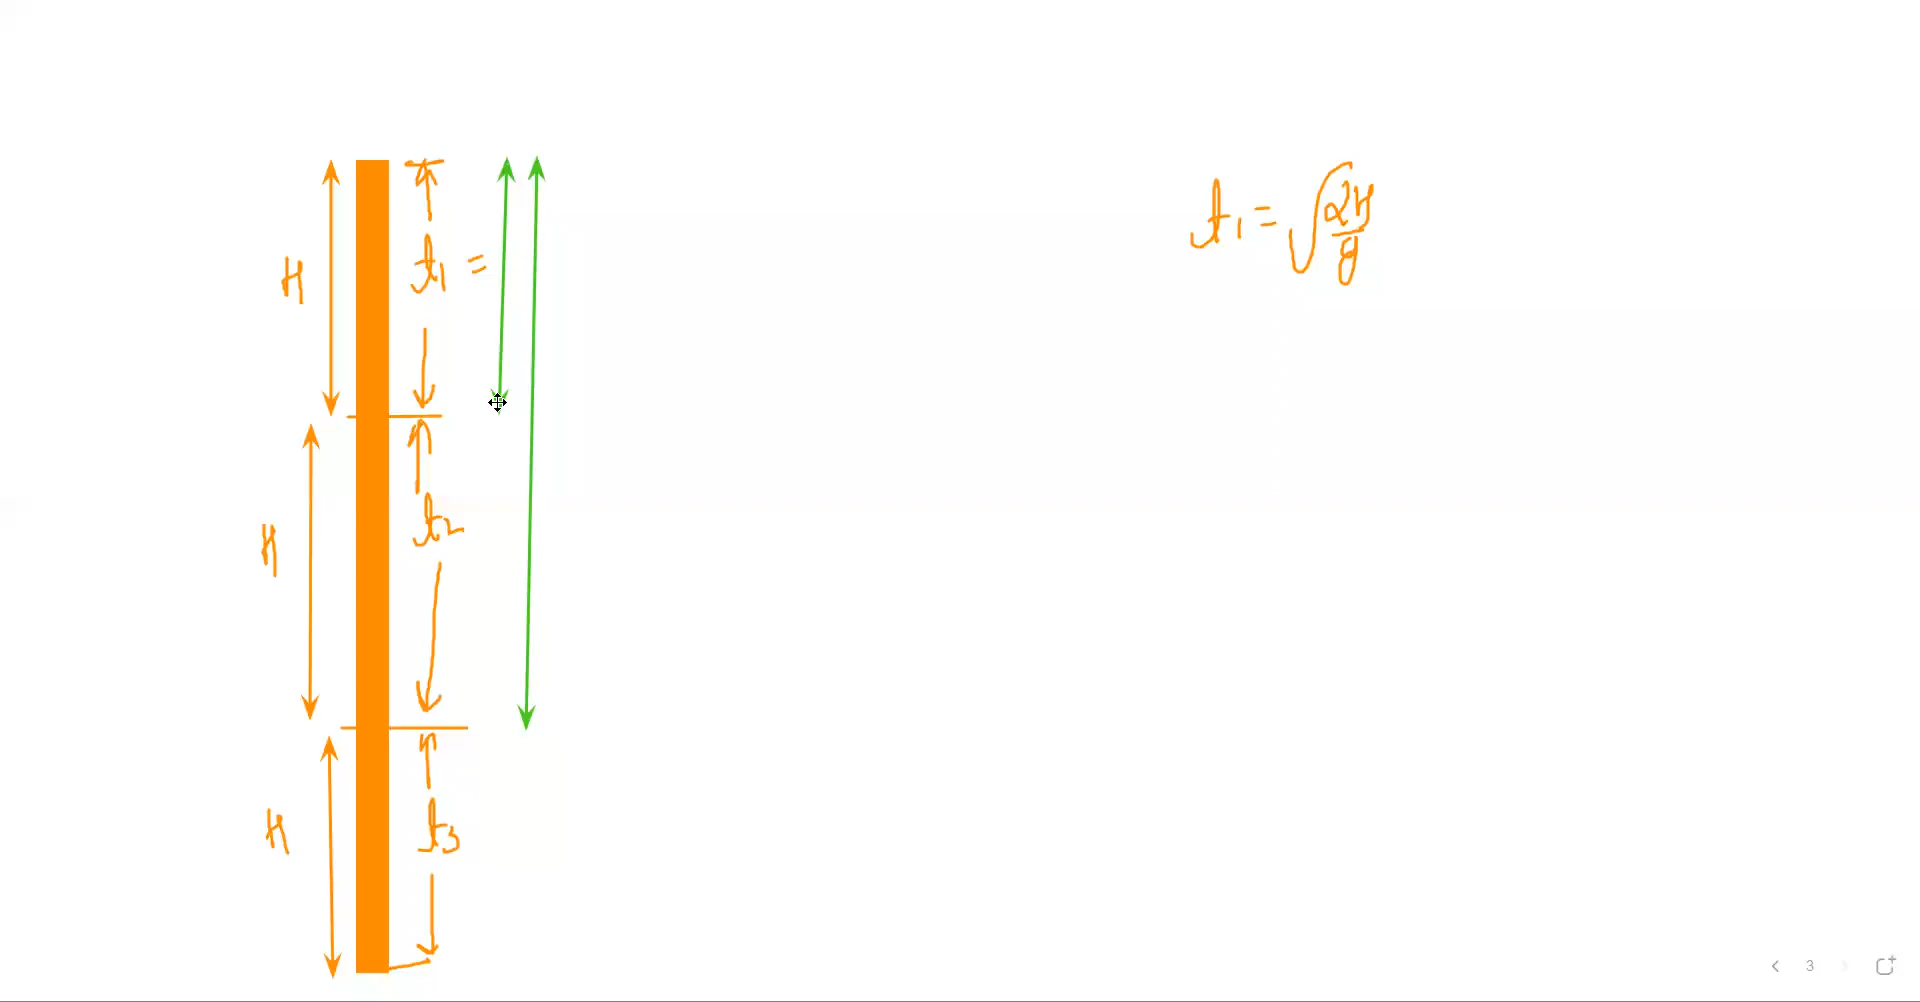 H
t₁ =
t₁ = √(2H/g)
H
t₂
H
t₃
3